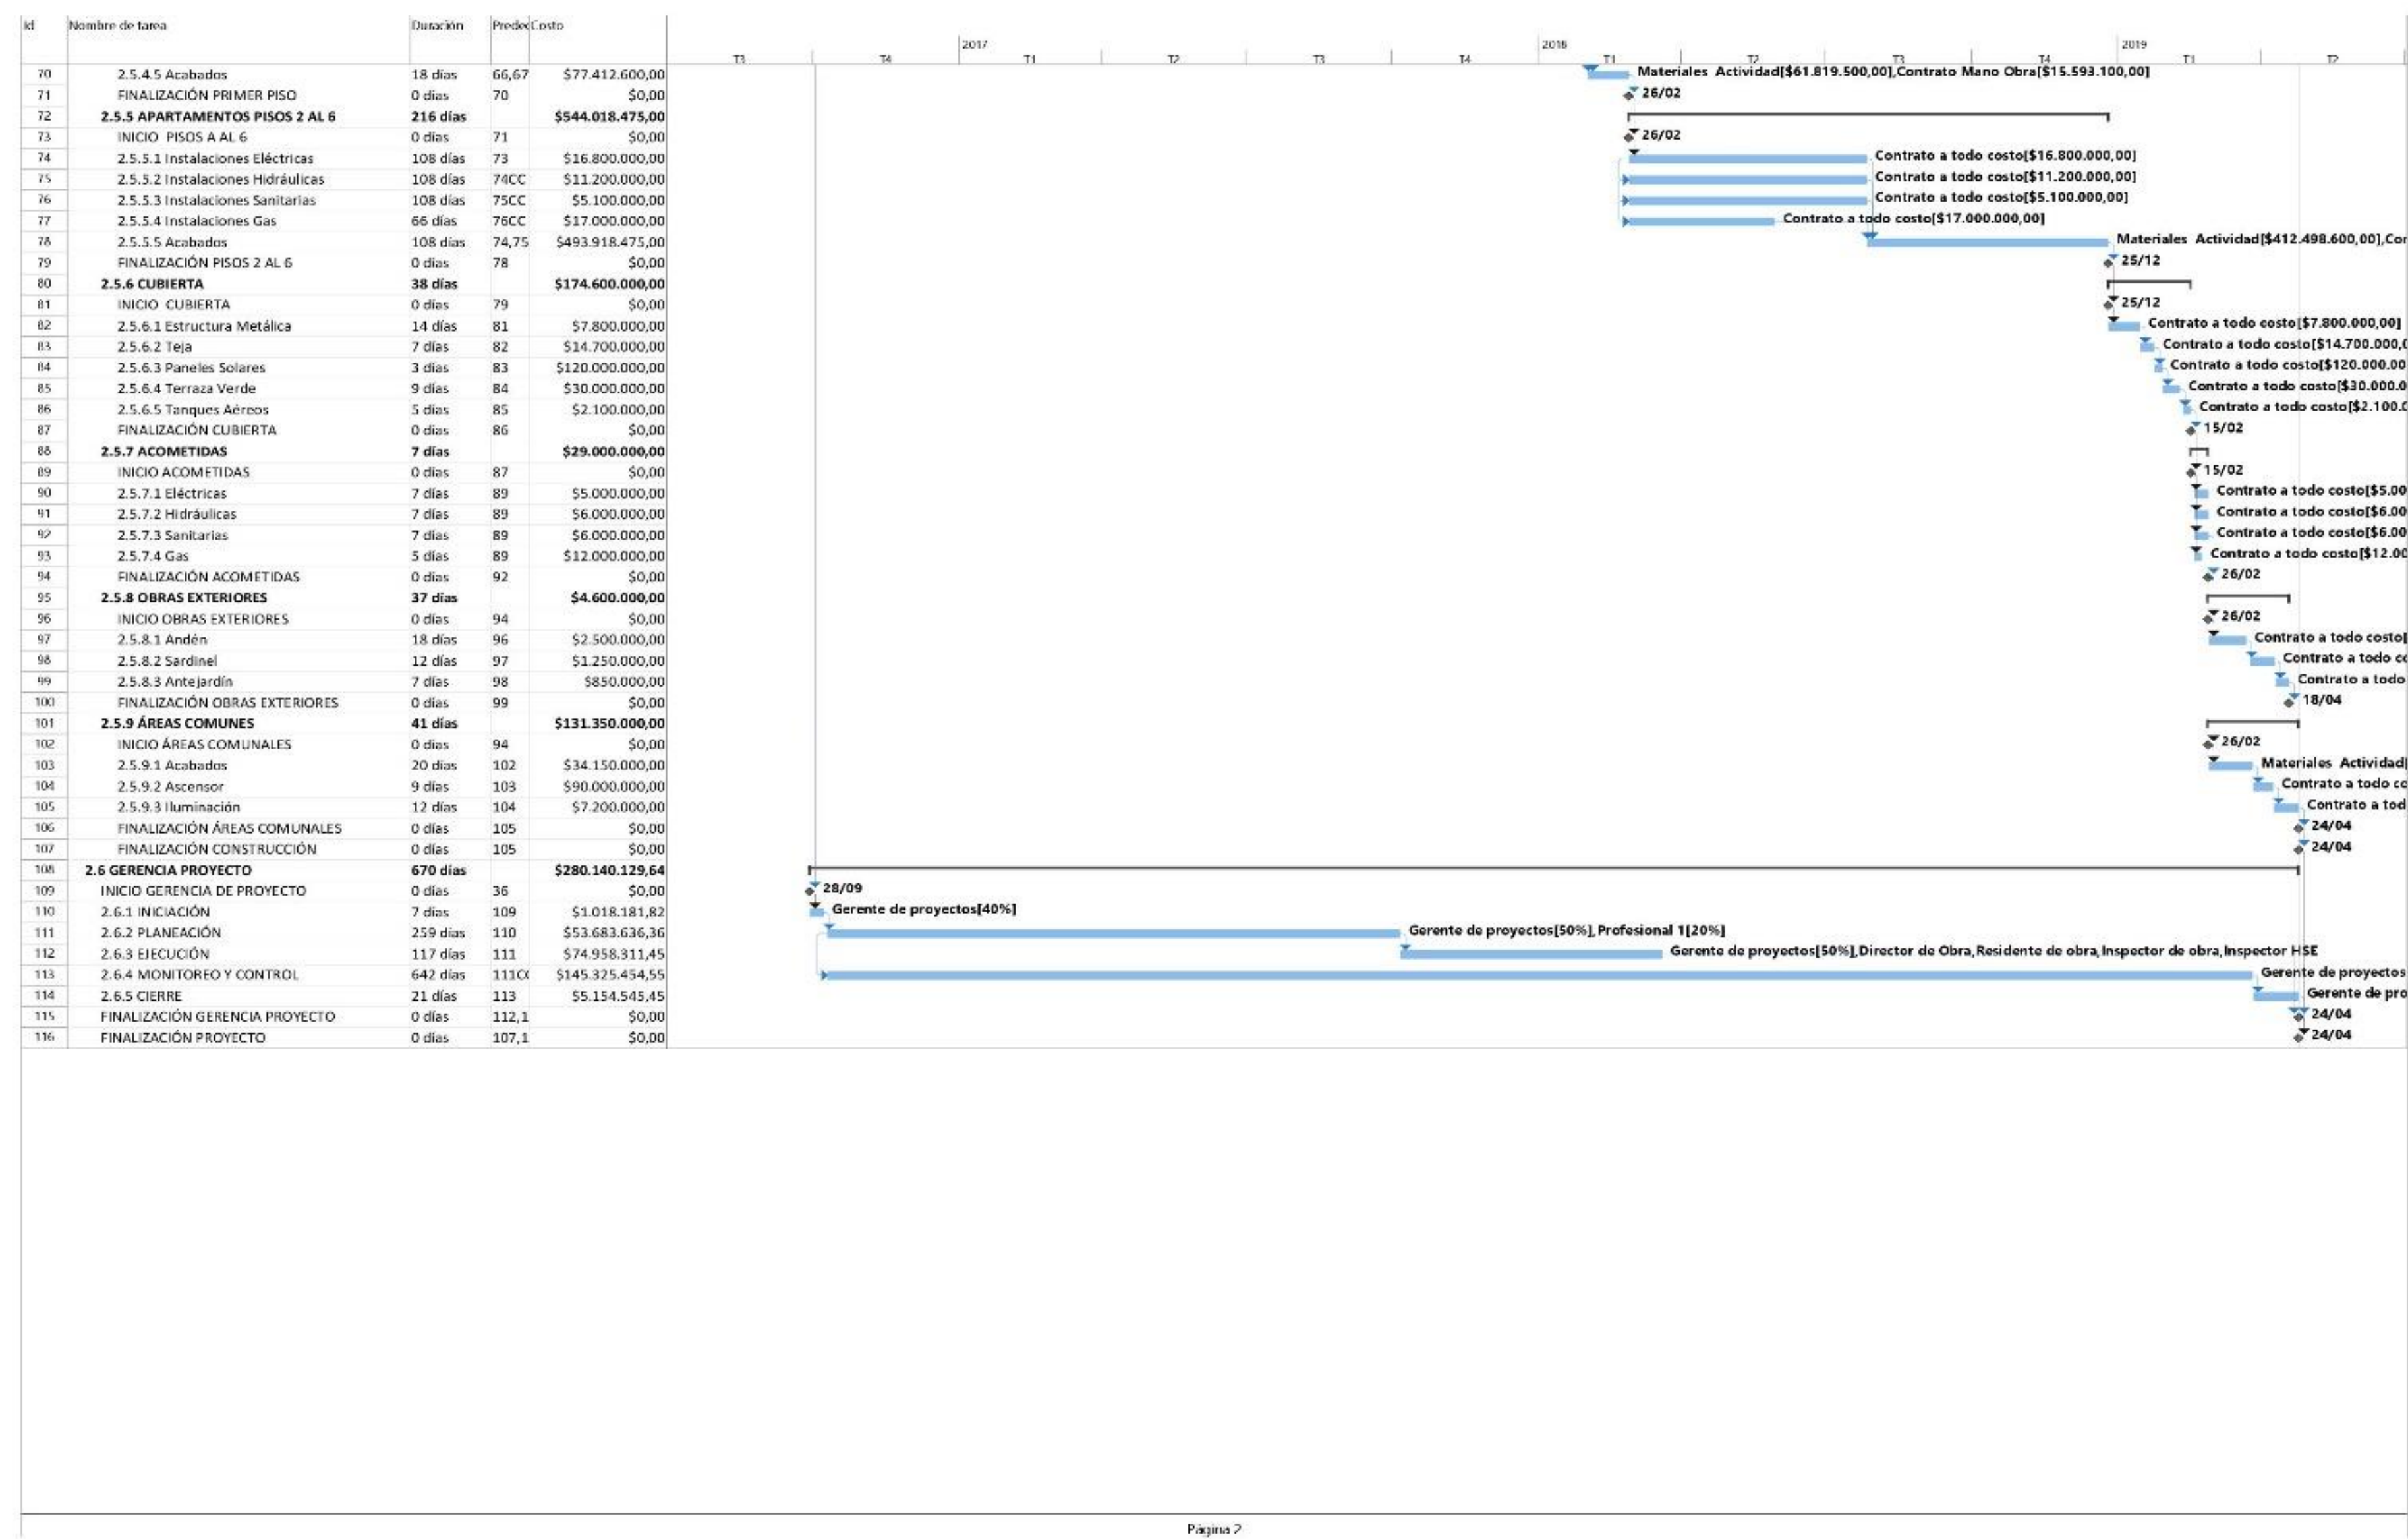 Id Nombre de tarea Duración Predec Costo
2017 2018 2019
T3 T4 T1 T2 T3 T4 T1 T2 T3 T4 T1 T2
70 2.5.4.5 Acabados 18 días 66,67 $77.412.600,00 Materiales Actividad[$61.819.500,00],Contrato Mano Obra[$15.593.100,00]
71 FINALIZACIÓN PRIMER PISO 0 días 70 $0,00 26/02
72 2.5.5 APARTAMENTOS PISOS 2 AL 6 216 días $544.018.475,00
73 INICIO PISOS A AL 6 0 días 71 $0,00 26/02
74 2.5.5.1 Instalaciones Eléctricas 108 días 73 $16.800.000,00 Contrato a todo costo[$16.800.000,00]
75 2.5.5.2 Instalaciones Hidráulicas 108 días 74CC $11.200.000,00 Contrato a todo costo[$11.200.000,00]
76 2.5.5.3 Instalaciones Sanitarias 108 días 75CC $5.100.000,00 Contrato a todo costo[$5.100.000,00]
77 2.5.5.4 Instalaciones Gas 66 días 76CC $17.000.000,00 Contrato a todo costo[$17.000.000,00]
78 2.5.5.5 Acabados 108 días 74,75 $493.918.475,00 Materiales Actividad[$412.498.600,00],Cor
79 FINALIZACIÓN PISOS 2 AL 6 0 días 78 $0,00 25/12
80 2.5.6 CUBIERTA 38 días $174.600.000,00
81 INICIO CUBIERTA 0 días 79 $0,00 25/12
82 2.5.6.1 Estructura Metálica 14 días 81 $7.800.000,00 Contrato a todo costo[$7.800.000,00]
83 2.5.6.2 Teja 7 días 82 $14.700.000,00 Contrato a todo costo[$14.700.000,0
84 2.5.6.3 Paneles Solares 3 días 83 $120.000.000,00 Contrato a todo costo[$120.000.00
85 2.5.6.4 Terraza Verde 9 días 84 $30.000.000,00 Contrato a todo costo[$30.000.0
86 2.5.6.5 Tanques Aéreos 5 días 85 $2.100.000,00 Contrato a todo costo[$2.100.0
87 FINALIZACIÓN CUBIERTA 0 días 86 $0,00 15/02
88 2.5.7 ACOMETIDAS 7 días $29.000.000,00
89 INICIO ACOMETIDAS 0 días 87 $0,00 15/02
90 2.5.7.1 Eléctricas 7 días 89 $5.000.000,00 Contrato a todo costo[$5.00
91 2.5.7.2 Hidráulicas 7 días 89 $6.000.000,00 Contrato a todo costo[$6.00
92 2.5.7.3 Sanitarias 7 días 89 $6.000.000,00 Contrato a todo costo[$6.00
93 2.5.7.4 Gas 5 días 89 $12.000.000,00 Contrato a todo costo[$12.00
94 FINALIZACIÓN ACOMETIDAS 0 días 92 $0,00 26/02
95 2.5.8 OBRAS EXTERIORES 37 días $4.600.000,00
96 INICIO OBRAS EXTERIORES 0 días 94 $0,00 26/02
97 2.5.8.1 Andén 18 días 96 $2.500.000,00 Contrato a todo costo[
98 2.5.8.2 Sardinel 12 días 97 $1.250.000,00 Contrato a todo co
99 2.5.8.3 Antejardín 7 días 98 $850.000,00 Contrato a todo
100 FINALIZACIÓN OBRAS EXTERIORES 0 días 99 $0,00 18/04
101 2.5.9 ÁREAS COMUNES 41 días $131.350.000,00
102 INICIO ÁREAS COMUNALES 0 días 94 $0,00 26/02
103 2.5.9.1 Acabados 20 días 102 $34.150.000,00 Materiales Actividad[
104 2.5.9.2 Ascensor 9 días 103 $90.000.000,00 Contrato a todo co
105 2.5.9.3 Iluminación 12 días 104 $7.200.000,00 Contrato a tod
106 FINALIZACIÓN ÁREAS COMUNALES 0 días 105 $0,00 24/04
107 FINALIZACIÓN CONSTRUCCIÓN 0 días 105 $0,00 24/04
108 2.6 GERENCIA PROYECTO 670 días $280.140.129,64
109 INICIO GERENCIA DE PROYECTO 0 días 36 $0,00 28/09
110 2.6.1 INICIACIÓN 7 días 109 $1.018.181,82 Gerente de proyectos[40%]
111 2.6.2 PLANEACIÓN 259 días 110 $53.683.636,36 Gerente de proyectos[50%],Profesional 1[20%]
112 2.6.3 EJECUCIÓN 117 días 111 $74.958.311,45 Gerente de proyectos[50%],Director de Obra,Residente de obra,Inspector de obra,Inspector HSE
113 2.6.4 MONITOREO Y CONTROL 642 días 111CC $145.325.454,55 Gerente de proyectos
114 2.6.5 CIERRE 21 días 113 $5.154.545,45 Gerente de pro
115 FINALIZACIÓN GERENCIA PROYECTO 0 días 112,1 $0,00 24/04
116 FINALIZACIÓN PROYECTO 0 días 107,1 $0,00 24/04
Página 2